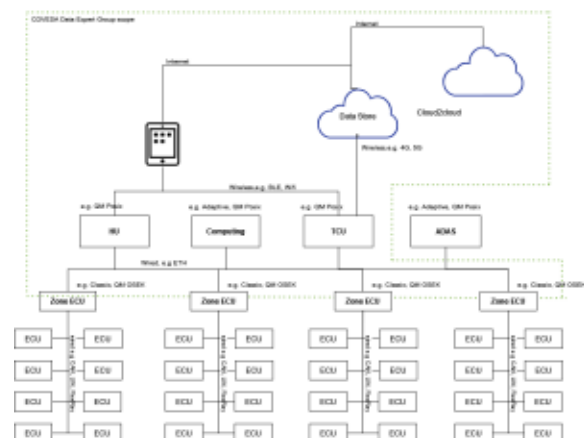 COVESA Data Expert Group scope
Internet
Internet
Data Store
Cloud2cloud
Wireless e.g. 4G, 5G
Wireless e.g. BLE, Wifi
e.g. QM Posix
e.g. Adaptive, QM Posix
e.g. QM Posix
e.g. Adaptive, QM Posix
HU
Computing
TCU
ADAS
Wired, e.g ETH
e.g. Classic, QM OSEK
e.g. Classic, QM OSEK
e.g. Classic, QM OSEK
e.g. Classic, QM OSEK
Zone ECU
Zone ECU
Zone ECU
Zone ECU
ECU ECU ECU ECU ECU ECU ECU ECU
ECU ECU ECU ECU ECU ECU ECU ECU
ECU ECU ECU ECU ECU ECU ECU ECU
ECU ECU ECU ECU ECU ECU ECU ECU